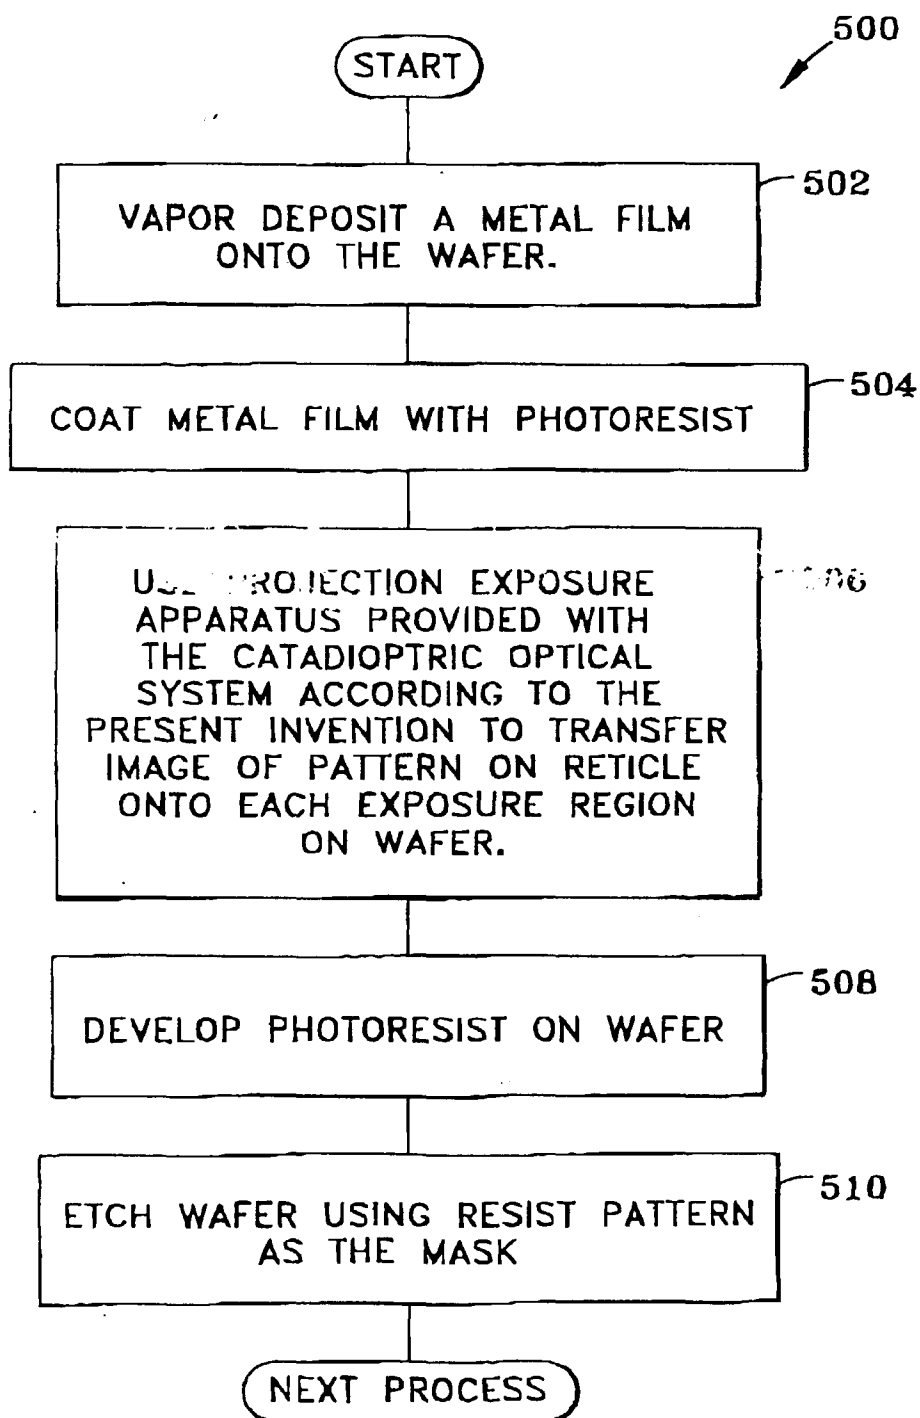 500
START
502
VAPOR DEPOSIT A METAL FILM
ONTO THE WAFER.
504
COAT METAL FILM WITH PHOTORESIST
PROJECTION EXPOSURE
APPARATUS PROVIDED WITH
THE CATADIOPTRIC OPTICAL
SYSTEM ACCORDING TO THE
PRESENT INVENTION TO TRANSFER
IMAGE OF PATTERN ON RETICLE
ONTO EACH EXPOSURE REGION
ON WAFER.
508
DEVELOP PHOTORESIST ON WAFER
510
ETCH WAFER USING RESIST PATTERN
AS THE MASK
NEXT PROCESS